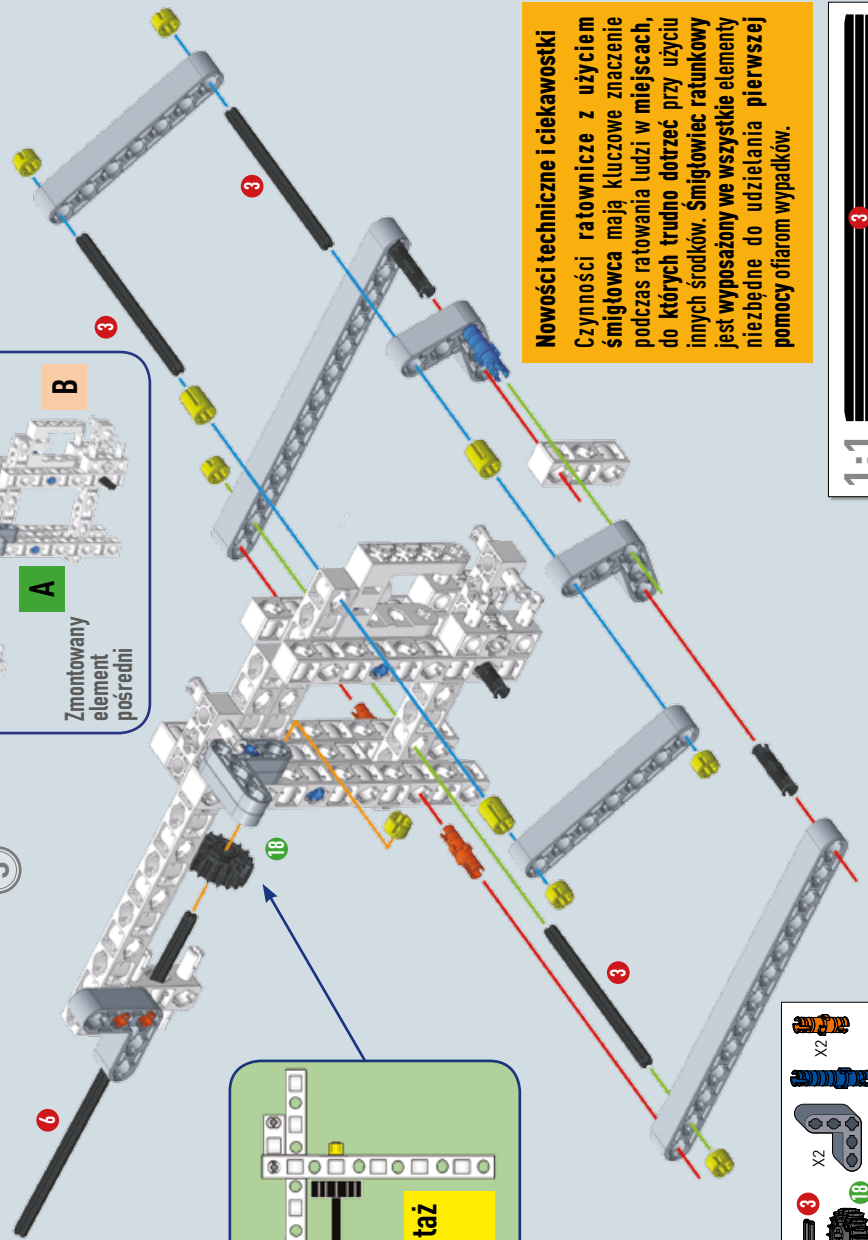 3
3
B
A
Zmontowany
element
pośredni
Nowości techniczne i ciekawostki
Czynności ratownicze z użyciem
śmigłowca mają kluczowe znaczenie
podczas ratowania ludzi w miejscach,
do których trudno dotrzeć przy użyciu
innych środków. Śmigłowiec ratunkowy
jest wyposażony we wszystkie elementy
niezbędne do udzielania pierwszej
pomocy ofiarom wypadków.
1:1
3
18
6
3
taż
X2
X2
3
18